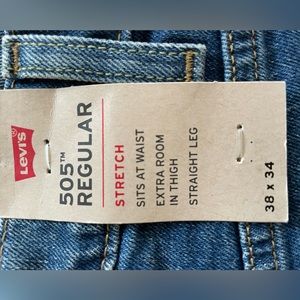 Levi's
505™
REGULAR
STRETCH
SITS AT WAIST
EXTRA ROOM
IN THIGH
STRAIGHT LEG
38 x 34